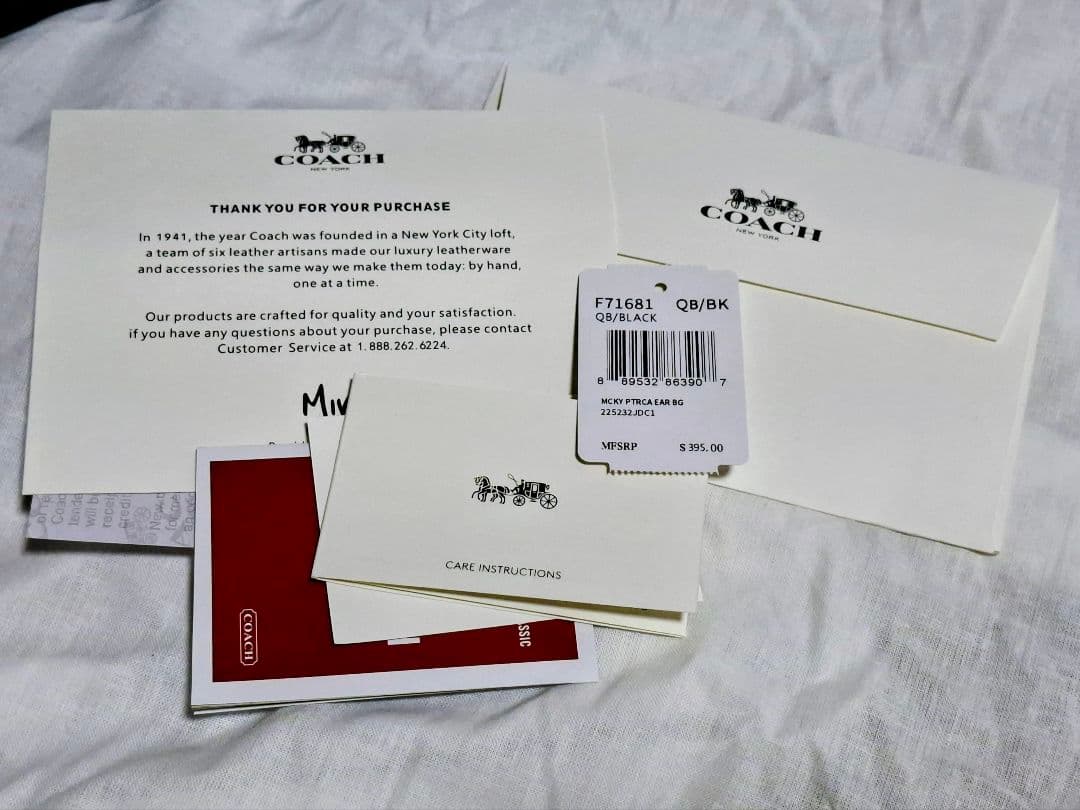 COACH
NEW YORK
THANK YOU FOR YOUR PURCHASE
In 1941, the year Coach was founded in a New York City loft,
a team of six leather artisans made our luxury leatherware
and accessories the same way we make them today: by hand,
one at a time.
Our products are crafted for quality and your satisfaction.
if you have any questions about your purchase, please contact
Customer Service at 1.888.262.6224.
COACH
NEW YORK
F71681 QB/BK
QB/BLACK
8 89532 86390 7
MCKY PTRCA EAR BG
225232JDC1
MFSRP $395.00
CARE INSTRUCTIONS
COACH